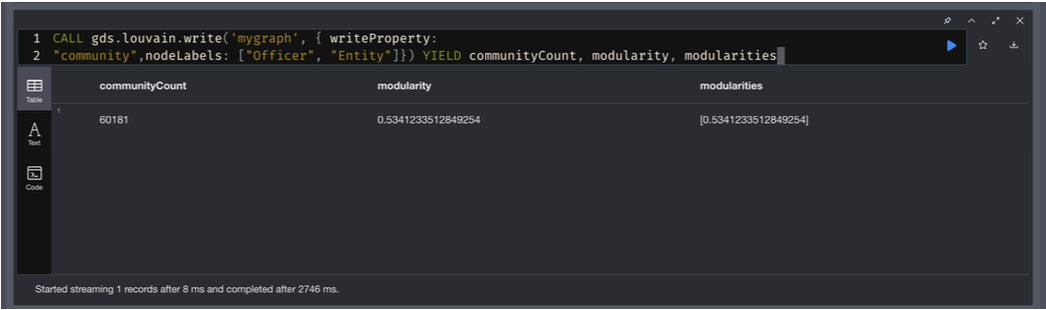 1 CALL gds.louvain.write('mygraph', { writeProperty:
2 "community",nodeLabels: ["Officer", "Entity"]}) YIELD communityCount, modularity, modularities
Table
communityCount modularity modularities
1
60181 0.5341233512849254 [0.5341233512849254]
A
Text
Code
Started streaming 1 records after 8 ms and completed after 2746 ms.